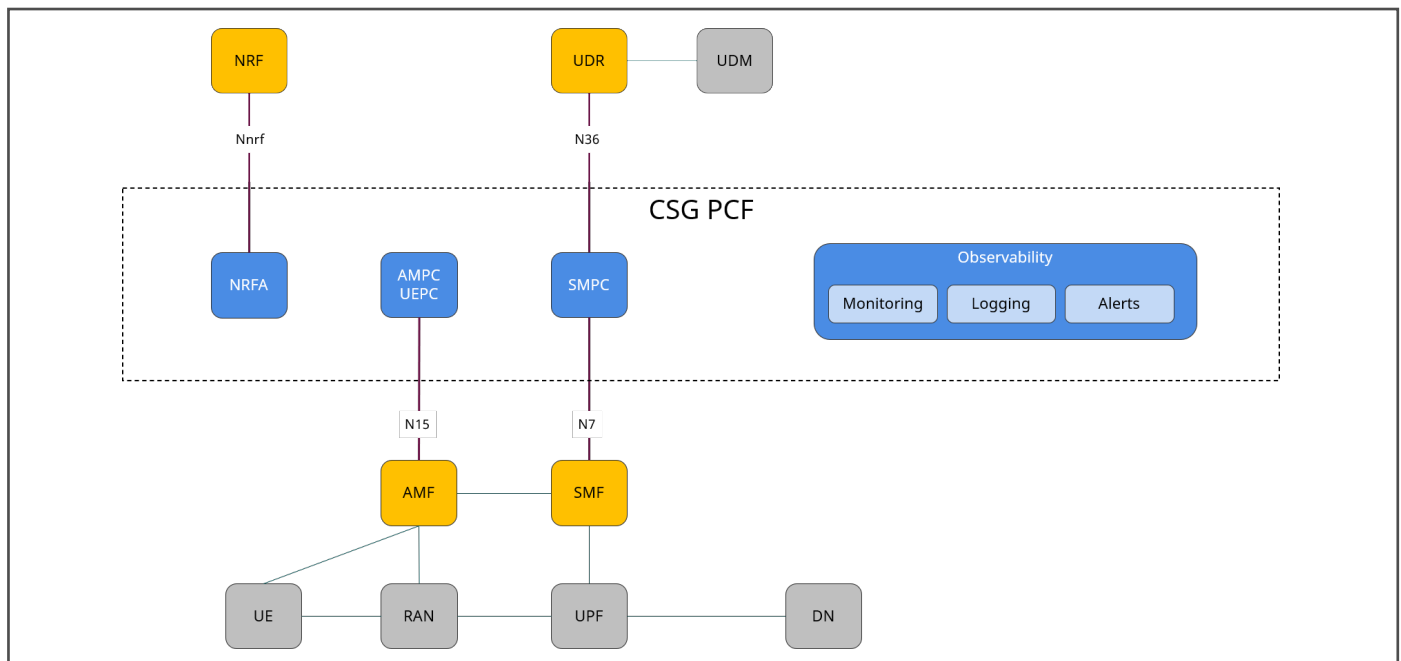 NRF
UDR
UDM
Nnrf
N36
CSG PCF
NRFA
AMPC
UEPC
SMPC
Observability
Monitoring
Logging
Alerts
N15
N7
AMF
SMF
UE
RAN
UPF
DN